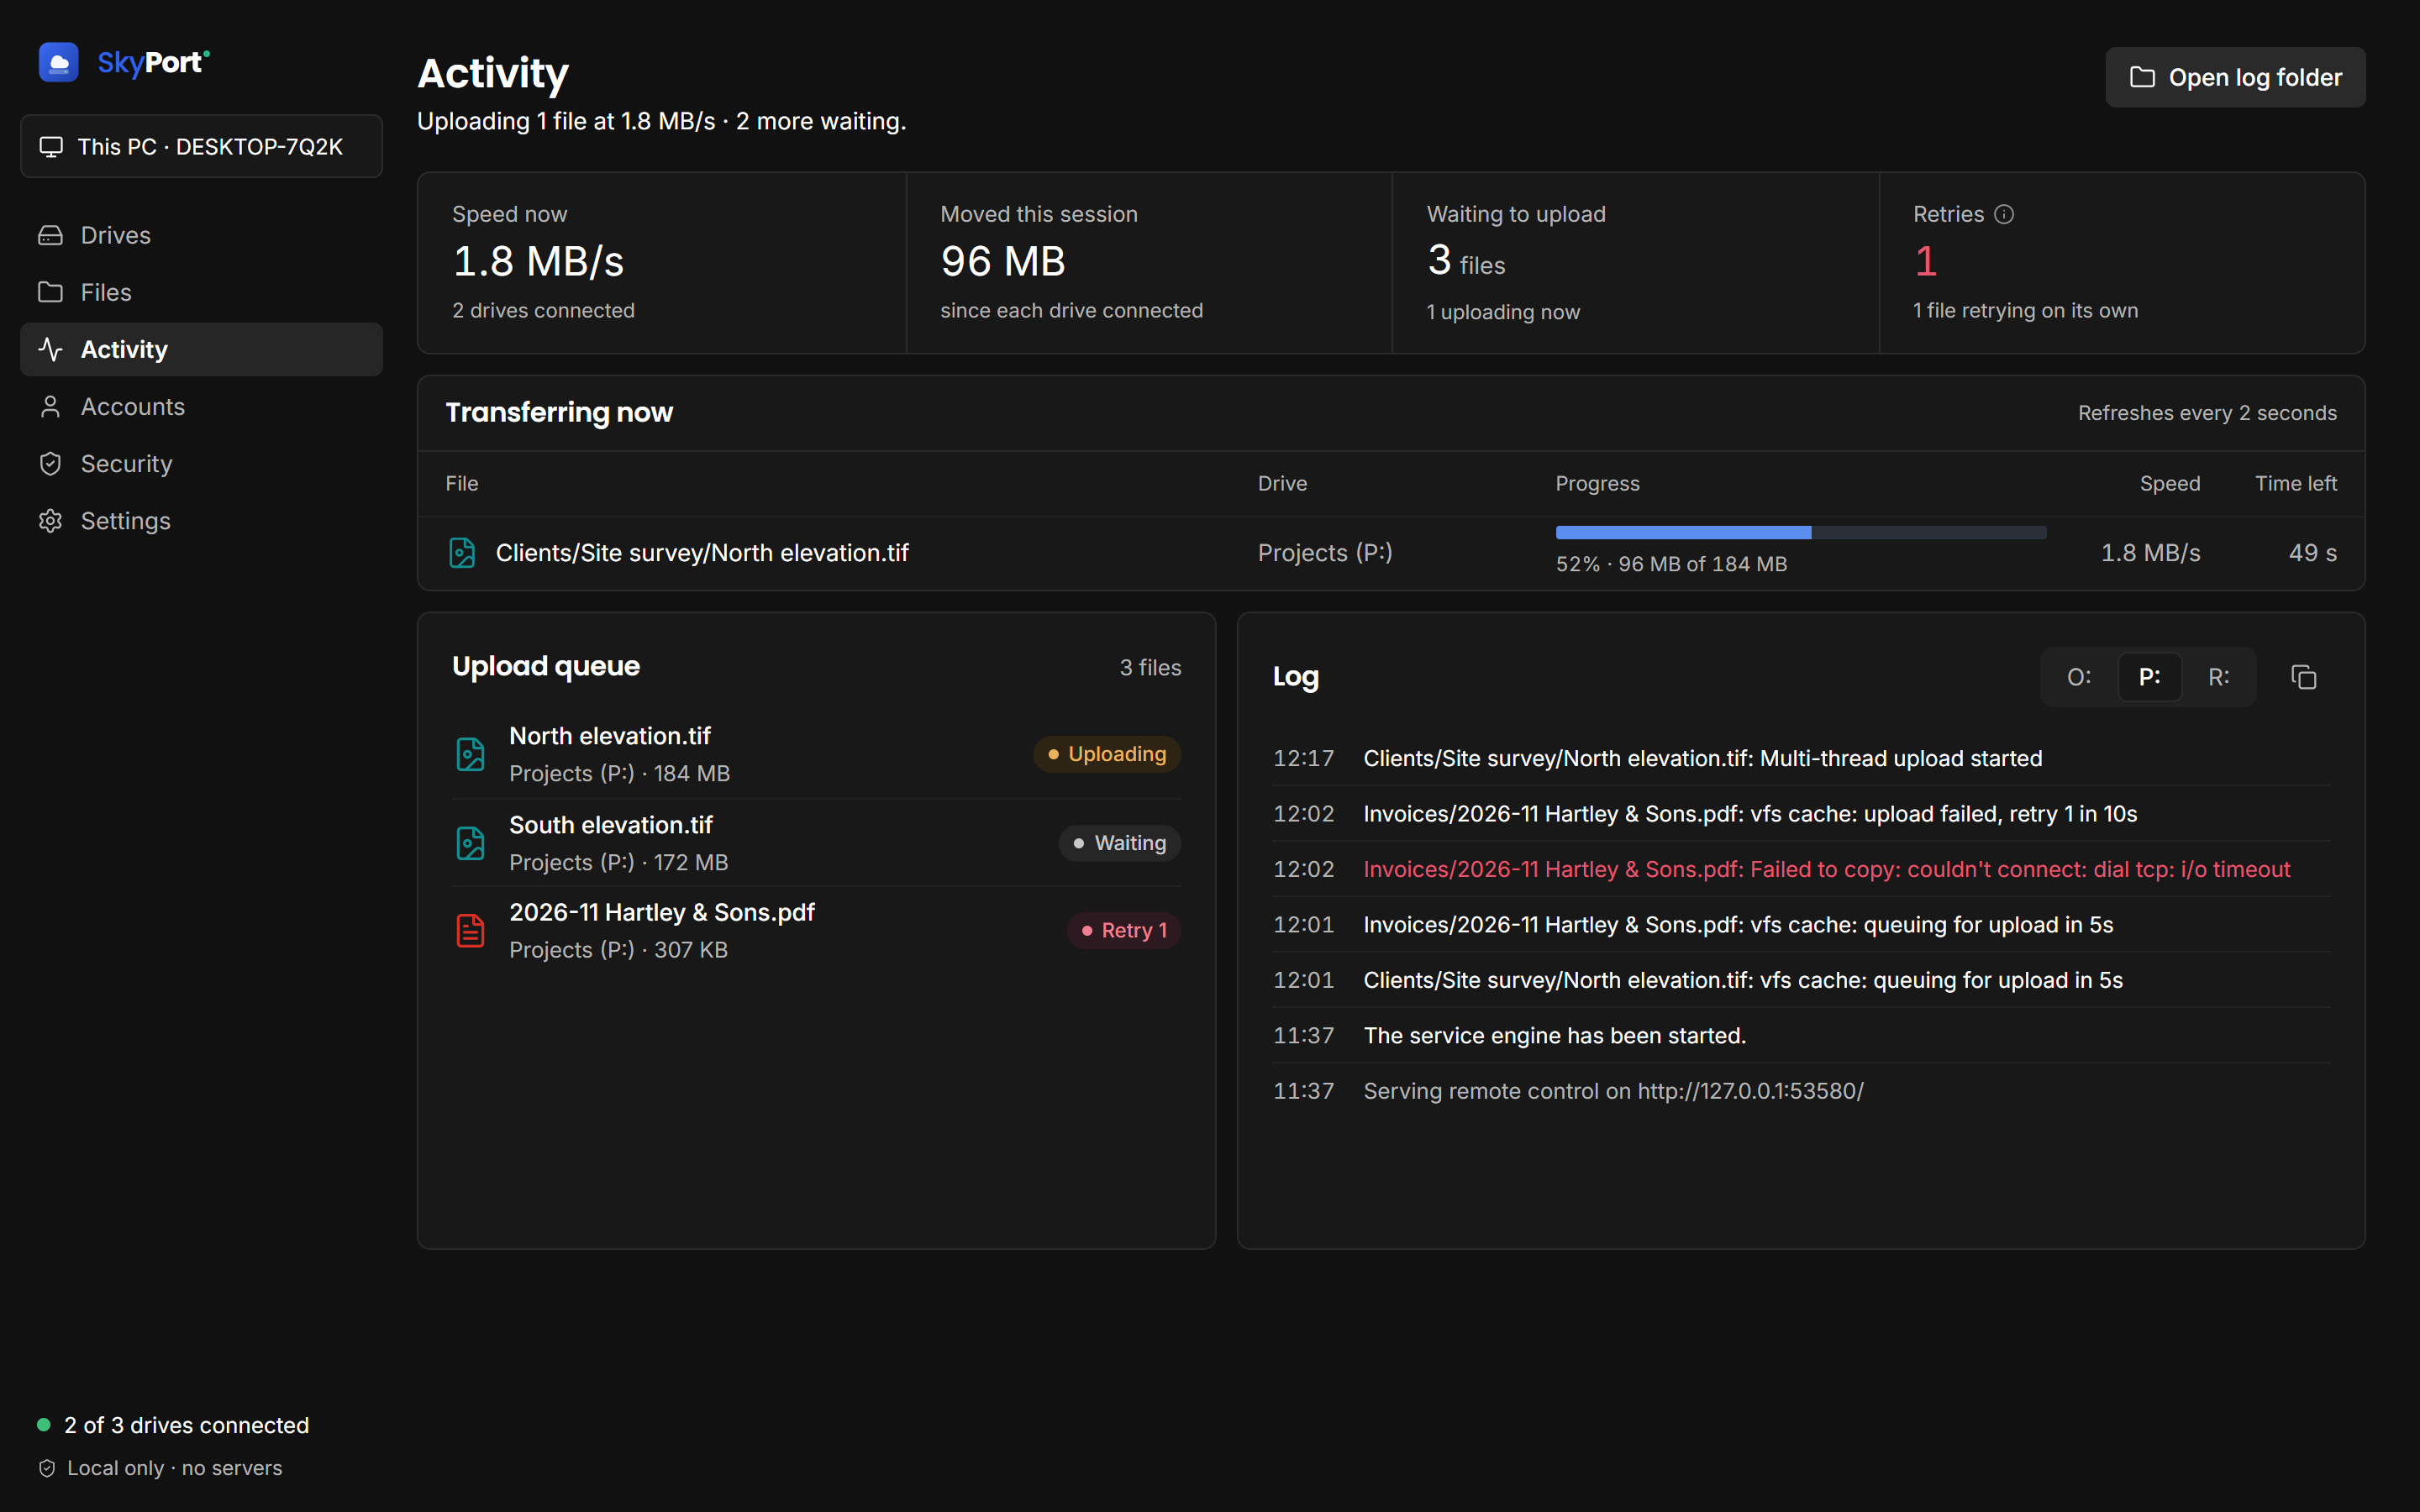 SkyPort
This PC · DESKTOP-7Q2K
Drives
Files
Activity
Accounts
Security
Settings
2 of 3 drives connected
Local only · no servers
Activity
Uploading 1 file at 1.8 MB/s · 2 more waiting.
Open log folder
Speed now
1.8 MB/s
2 drives connected
Moved this session
96 MB
since each drive connected
Waiting to upload
3 files
1 uploading now
Retries
1
1 file retrying on its own
Transferring now
Refreshes every 2 seconds
File Drive Progress Speed Time left
Clients/Site survey/North elevation.tif Projects (P:) 1.8 MB/s 49 s
52% · 96 MB of 184 MB
Upload queue 3 files
North elevation.tif
Projects (P:) · 184 MB
Uploading
South elevation.tif
Projects (P:) · 172 MB
Waiting
2026-11 Hartley & Sons.pdf
Projects (P:) · 307 KB
Retry 1
Log
O: P: R:
12:17 Clients/Site survey/North elevation.tif: Multi-thread upload started
12:02 Invoices/2026-11 Hartley & Sons.pdf: vfs cache: upload failed, retry 1 in 10s
12:02 Invoices/2026-11 Hartley & Sons.pdf: Failed to copy: couldn't connect: dial tcp: i/o timeout
12:01 Invoices/2026-11 Hartley & Sons.pdf: vfs cache: queuing for upload in 5s
12:01 Clients/Site survey/North elevation.tif: vfs cache: queuing for upload in 5s
11:37 The service engine has been started.
11:37 Serving remote control on http://127.0.0.1:53580/